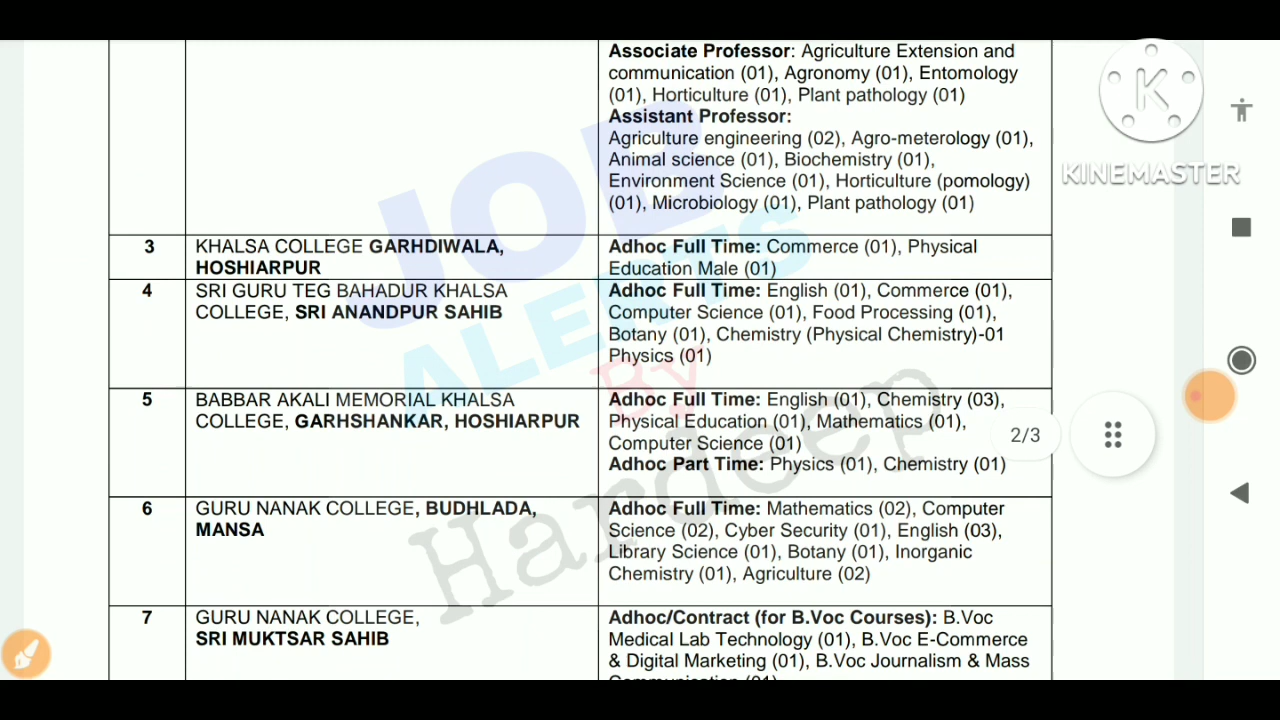 Associate Professor: Agriculture Extension and
communication (01), Agronomy (01), Entomology
(01), Horticulture (01), Plant pathology (01)
Assistant Professor:
Agriculture engineering (02), Agro-meterology (01),
Animal science (01), Biochemistry (01),
Environment Science (01), Horticulture (pomology)
(01), Microbiology (01), Plant pathology (01)
3
KHALSA COLLEGE GARHDIWALA,
HOSHIARPUR
Adhoc Full Time: Commerce (01), Physical
Education Male (01)
4
SRI GURU TEG BAHADUR KHALSA
COLLEGE, SRI ANANDPUR SAHIB
Adhoc Full Time: English (01), Commerce (01),
Computer Science (01), Food Processing (01),
Botany (01), Chemistry (Physical Chemistry)-01
Physics (01)
5
BABBAR AKALI MEMORIAL KHALSA
COLLEGE, GARHSHANKAR, HOSHIARPUR
Adhoc Full Time: English (01), Chemistry (03),
Physical Education (01), Mathematics (01),
Computer Science (01)
Adhoc Part Time: Physics (01), Chemistry (01)
6
GURU NANAK COLLEGE, BUDHLADA,
MANSA
Adhoc Full Time: Mathematics (02), Computer
Science (02), Cyber Security (01), English (03),
Library Science (01), Botany (01), Inorganic
Chemistry (01), Agriculture (02)
7
GURU NANAK COLLEGE,
SRI MUKTSAR SAHIB
Adhoc/Contract (for B.Voc Courses): B.Voc
Medical Lab Technology (01), B.Voc E-Commerce
& Digital Marketing (01), B.Voc Journalism & Mass
JOB
ALERTS
By
Hardeep
K
KINEMASTER
2/3